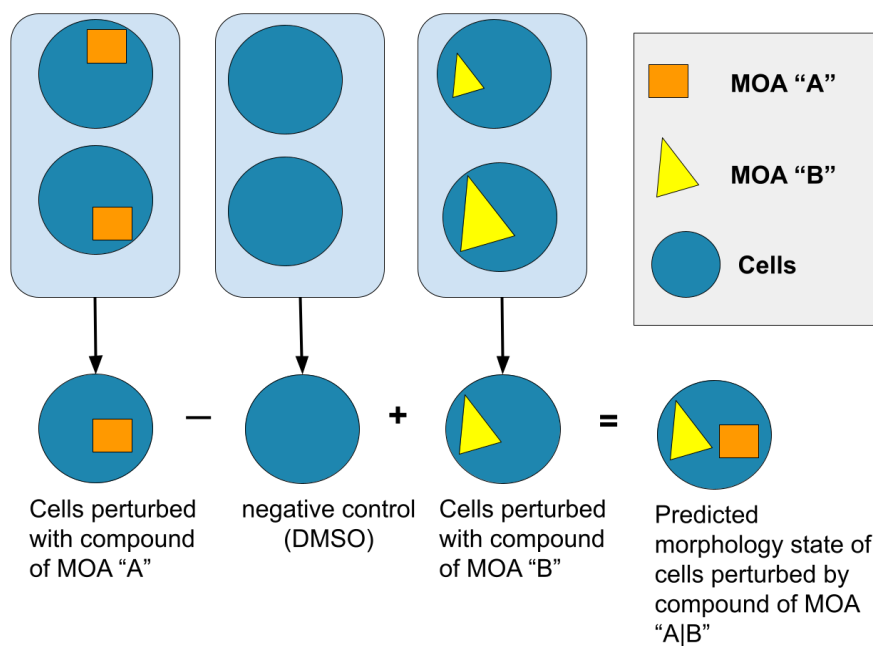 MOA “A”
MOA “B”
Cells
— + =
Cells perturbed
with compound
of MOA “A”
negative control
(DMSO)
Cells perturbed
with compound
of MOA “B”
Predicted
morphology state of
cells perturbed by
compound of MOA
“A|B”